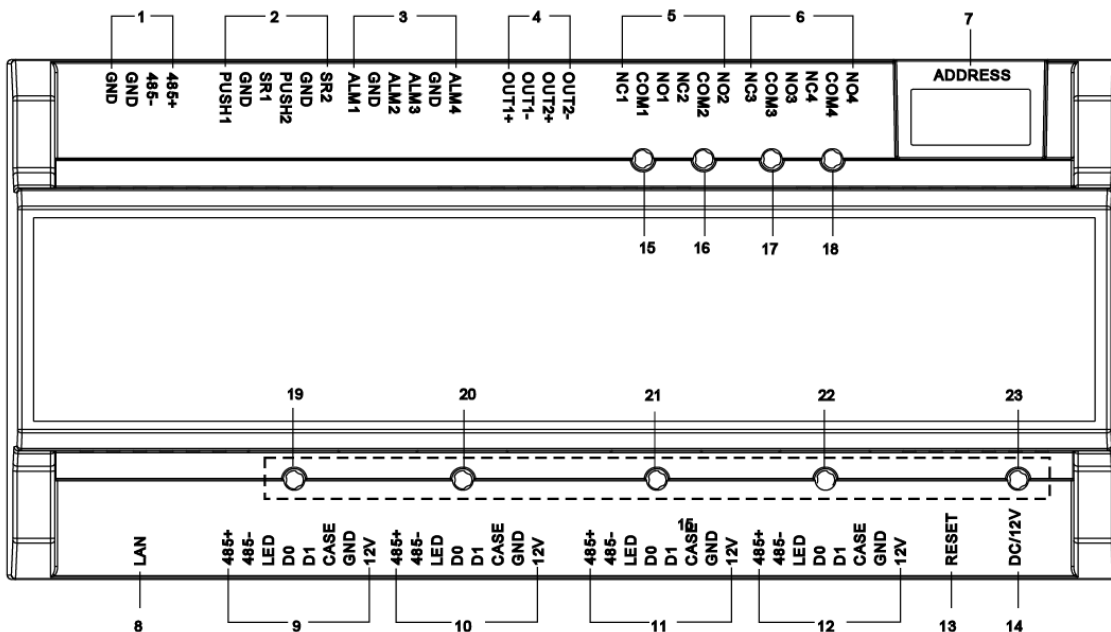 1 2 3 4 5 6 7
GND GND 485- 485+ PUSH1 GND SR1 PUSH2 GND SR2 ALM1 GND ALM2 ALM3 GND ALM4 OUT1+ OUT1- OUT2+ OUT2- NC1 COM1 NO1 NC2 COM2 NO2 NC3 COM3 NO3 NC4 COM4 NO4 ADDRESS
15 16 17 18
19 20 21 22 23
LAN 485+ 485- LED D0 D1 CASE GND 12V 485+ 485- LED D0 D1 CASE GND 12V 485+ 485- LED D0 D1 15 CASE GND 12V 485+ 485- LED D0 D1 CASE GND 12V RESET DC/12V
8 9 10 11 12 13 14